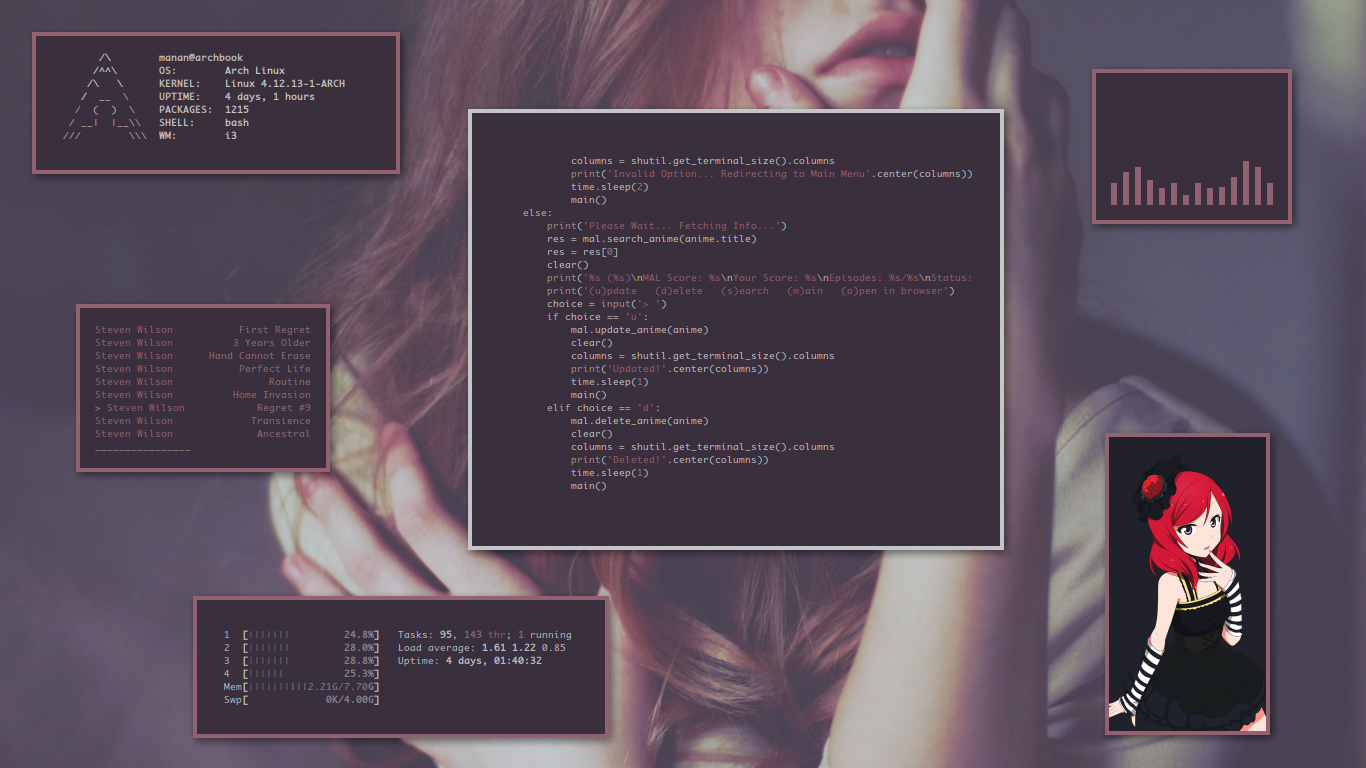 manan@archbook
OS: Arch Linux
KERNEL: Linux 4.12.13-1-ARCH
UPTIME: 4 days, 1 hours
PACKAGES: 1215
SHELL: bash
WM: i3
columns = shutil.get_terminal_size().columns
print('Invalid Option... Redirecting to Main Menu'.center(columns))
time.sleep(2)
main()
else:
print('Please Wait... Fetching Info...')
res = mal.search_anime(anime.title)
res = res[0]
clear()
print('%s (%s)\nMAL Score: %s\nYour Score: %s\nEpisodes: %s/%s\nStatus:
print('(u)pdate   (d)elete   (s)earch   (m)ain   (o)pen in browser')
choice = input('> ')
if choice == 'u':
mal.update_anime(anime)
clear()
columns = shutil.get_terminal_size().columns
print('Updated!'.center(columns))
time.sleep(1)
main()
elif choice == 'd':
mal.delete_anime(anime)
clear()
columns = shutil.get_terminal_size().columns
print('Deleted!'.center(columns))
time.sleep(1)
main()
Steven Wilson First Regret
Steven Wilson 3 Years Older
Steven Wilson Hand Cannot Erase
Steven Wilson Perfect Life
Steven Wilson Routine
Steven Wilson Home Invasion
> Steven Wilson Regret #9
Steven Wilson Transience
Steven Wilson Ancestral
1 [||||||| 24.8%] Tasks: 95, 143 thr; 1 running
2 [||||||| 28.0%] Load average: 1.61 1.22 0.85
3 [||||||| 28.8%] Uptime: 4 days, 01:40:32
4 [|||||| 25.3%]
Mem[||||||||||2.21G/7.70G]
Swp[ 0K/4.00G]